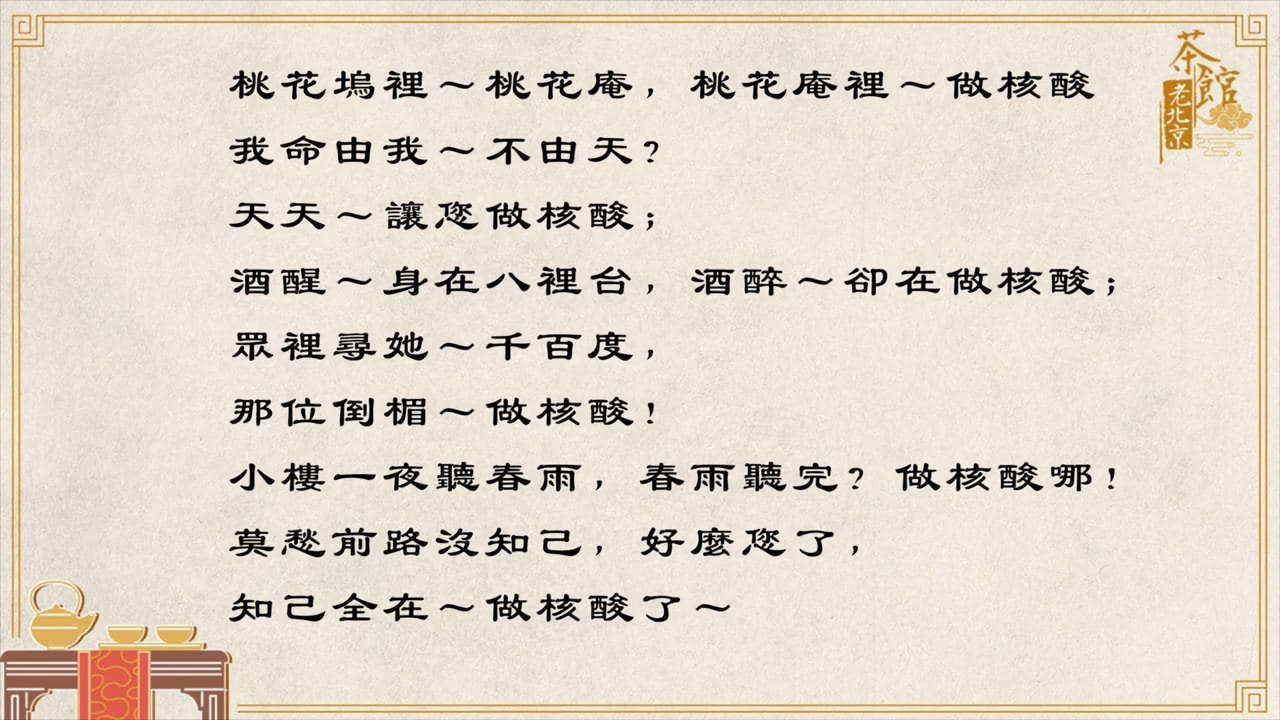 桃花塢裡～桃花庵，桃花庵裡～做核酸
我命由我～不由天？
天天～讓您做核酸；
酒醒～身在八裡台，酒醉～卻在做核酸；
眾裡尋她～千百度，
那位倒楣～做核酸！
小樓一夜聽春雨，春雨聽完？做核酸哪！
莫愁前路沒知己，好麼您了，
知己全在～做核酸了～
茶館
老北京